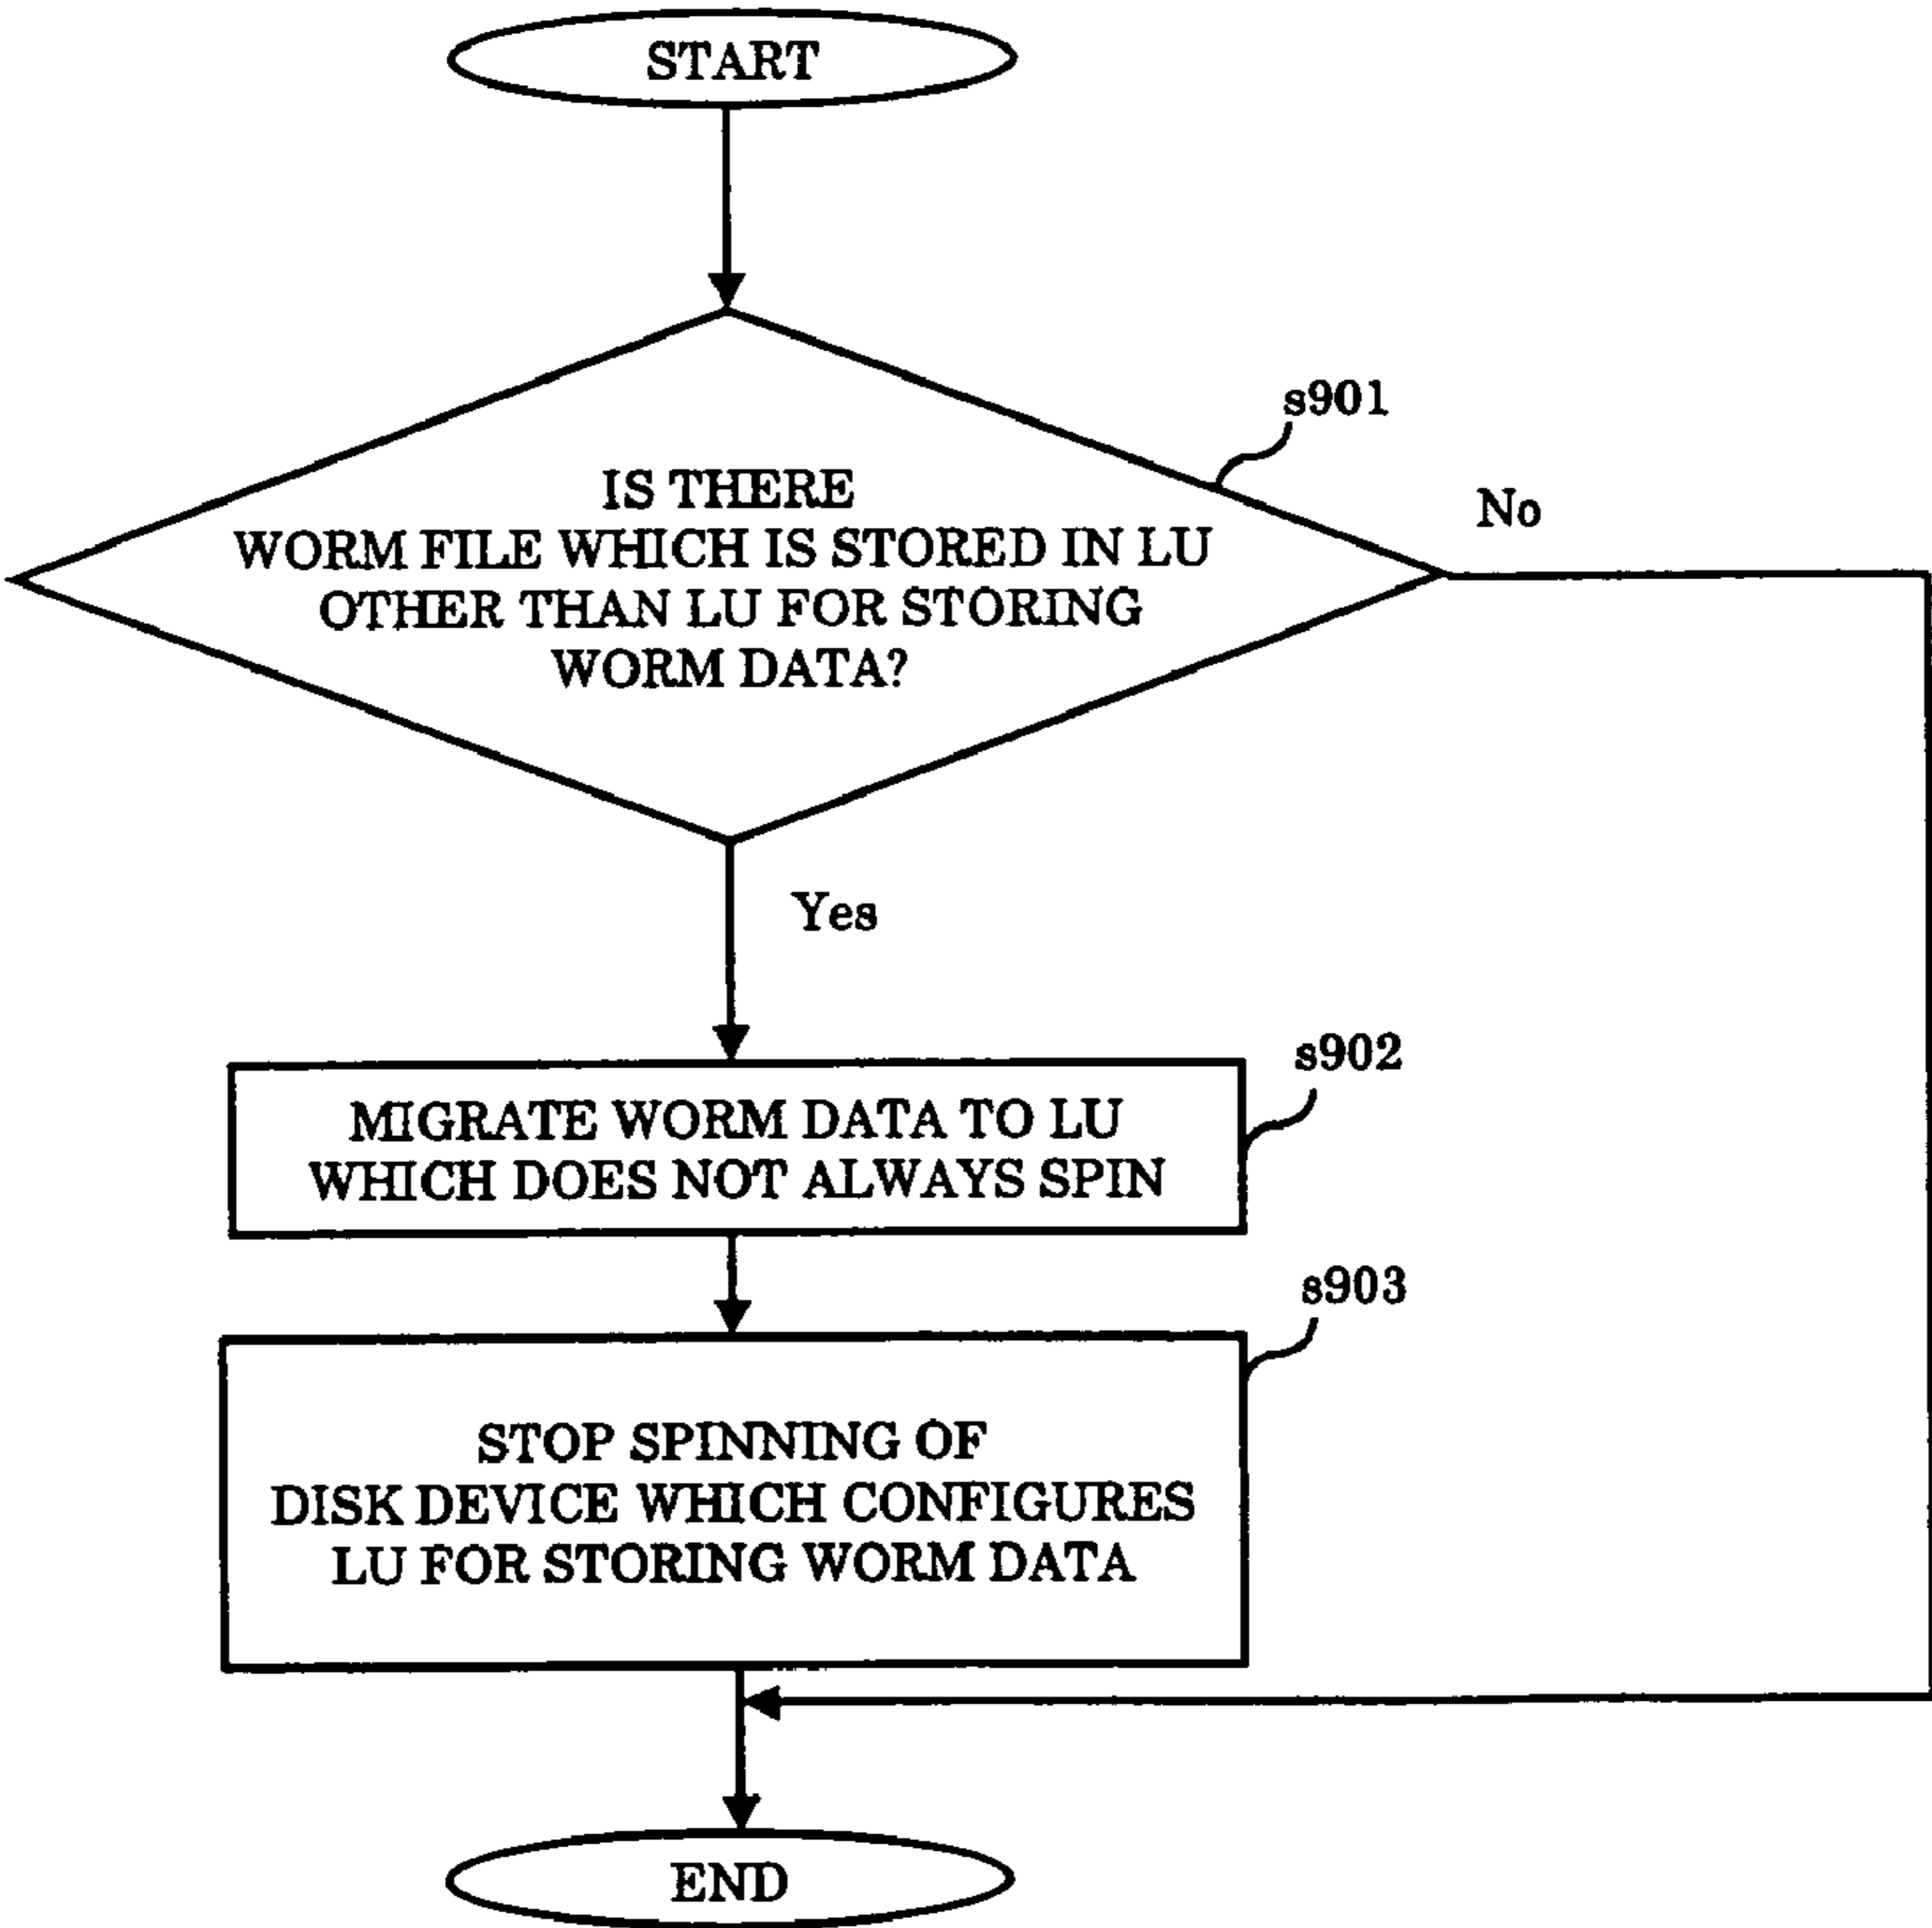 START
s901
IS THERE
WORM FILE WHICH IS STORED IN LU
OTHER THAN LU FOR STORING
WORM DATA?
No
Yes
s902
MIGRATE WORM DATA TO LU
WHICH DOES NOT ALWAYS SPIN
s903
STOP SPINNING OF
DISK DEVICE WHICH CONFIGURES
LU FOR STORING WORM DATA
END